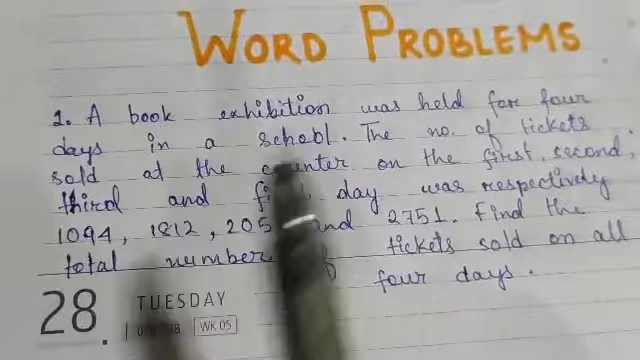 WORD PROBLEMS
1. A book exhibition was held for four
days in a school. The no. of tickets
sold at the counter on the first, second,
third and day was respectively
1094, 1812, and 2751. Find the
total number tickets sold on all
four days.
28. TUESDAY
WK 05